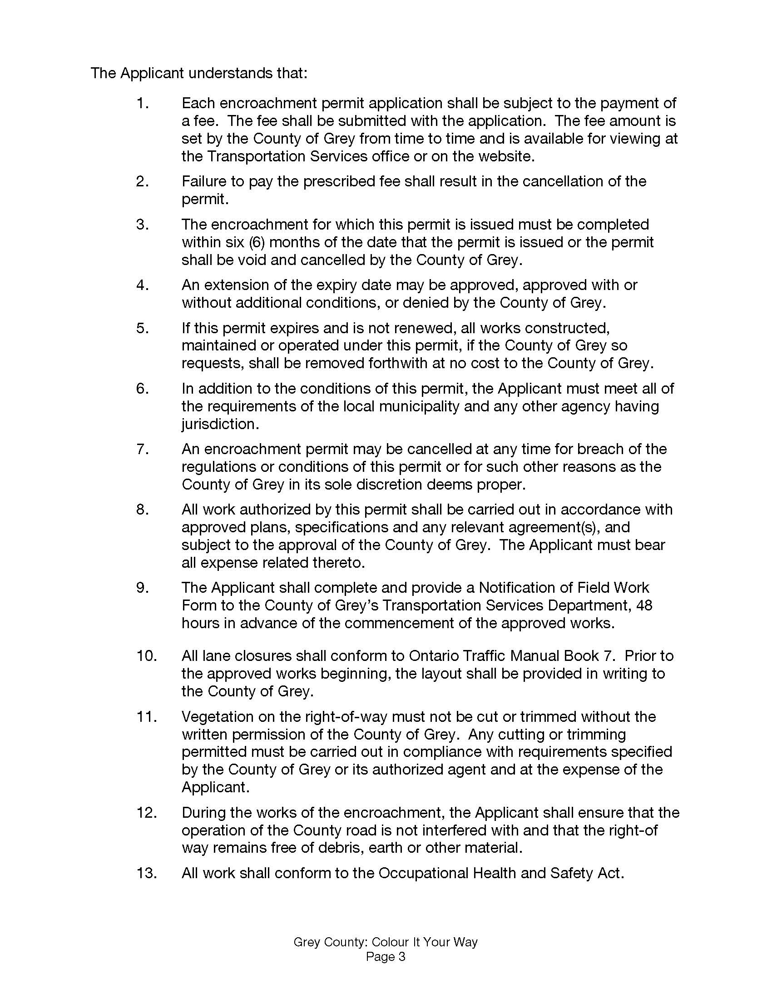 The Applicant understands that:
1. Each encroachment permit application shall be subject to the payment of
a fee.  The fee shall be submitted with the application.  The fee amount is
set by the County of Grey from time to time and is available for viewing at
the Transportation Services office or on the website.
2. Failure to pay the prescribed fee shall result in the cancellation of the
permit.
3. The encroachment for which this permit is issued must be completed
within six (6) months of the date that the permit is issued or the permit
shall be void and cancelled by the County of Grey.
4. An extension of the expiry date may be approved, approved with or
without additional conditions, or denied by the County of Grey.
5. If this permit expires and is not renewed, all works constructed,
maintained or operated under this permit, if the County of Grey so
requests, shall be removed forthwith at no cost to the County of Grey.
6. In addition to the conditions of this permit, the Applicant must meet all of
the requirements of the local municipality and any other agency having
jurisdiction.
7. An encroachment permit may be cancelled at any time for breach of the
regulations or conditions of this permit or for such other reasons as the
County of Grey in its sole discretion deems proper.
8. All work authorized by this permit shall be carried out in accordance with
approved plans, specifications and any relevant agreement(s), and
subject to the approval of the County of Grey.  The Applicant must bear
all expense related thereto.
9. The Applicant shall complete and provide a Notification of Field Work
Form to the County of Grey’s Transportation Services Department, 48
hours in advance of the commencement of the approved works.
10. All lane closures shall conform to Ontario Traffic Manual Book 7.  Prior to
the approved works beginning, the layout shall be provided in writing to
the County of Grey.
11. Vegetation on the right-of-way must not be cut or trimmed without the
written permission of the County of Grey.  Any cutting or trimming
permitted must be carried out in compliance with requirements specified
by the County of Grey or its authorized agent and at the expense of the
Applicant.
12. During the works of the encroachment, the Applicant shall ensure that the
operation of the County road is not interfered with and that the right-of
way remains free of debris, earth or other material.
13. All work shall conform to the Occupational Health and Safety Act.
Grey County: Colour It Your Way
Page 3